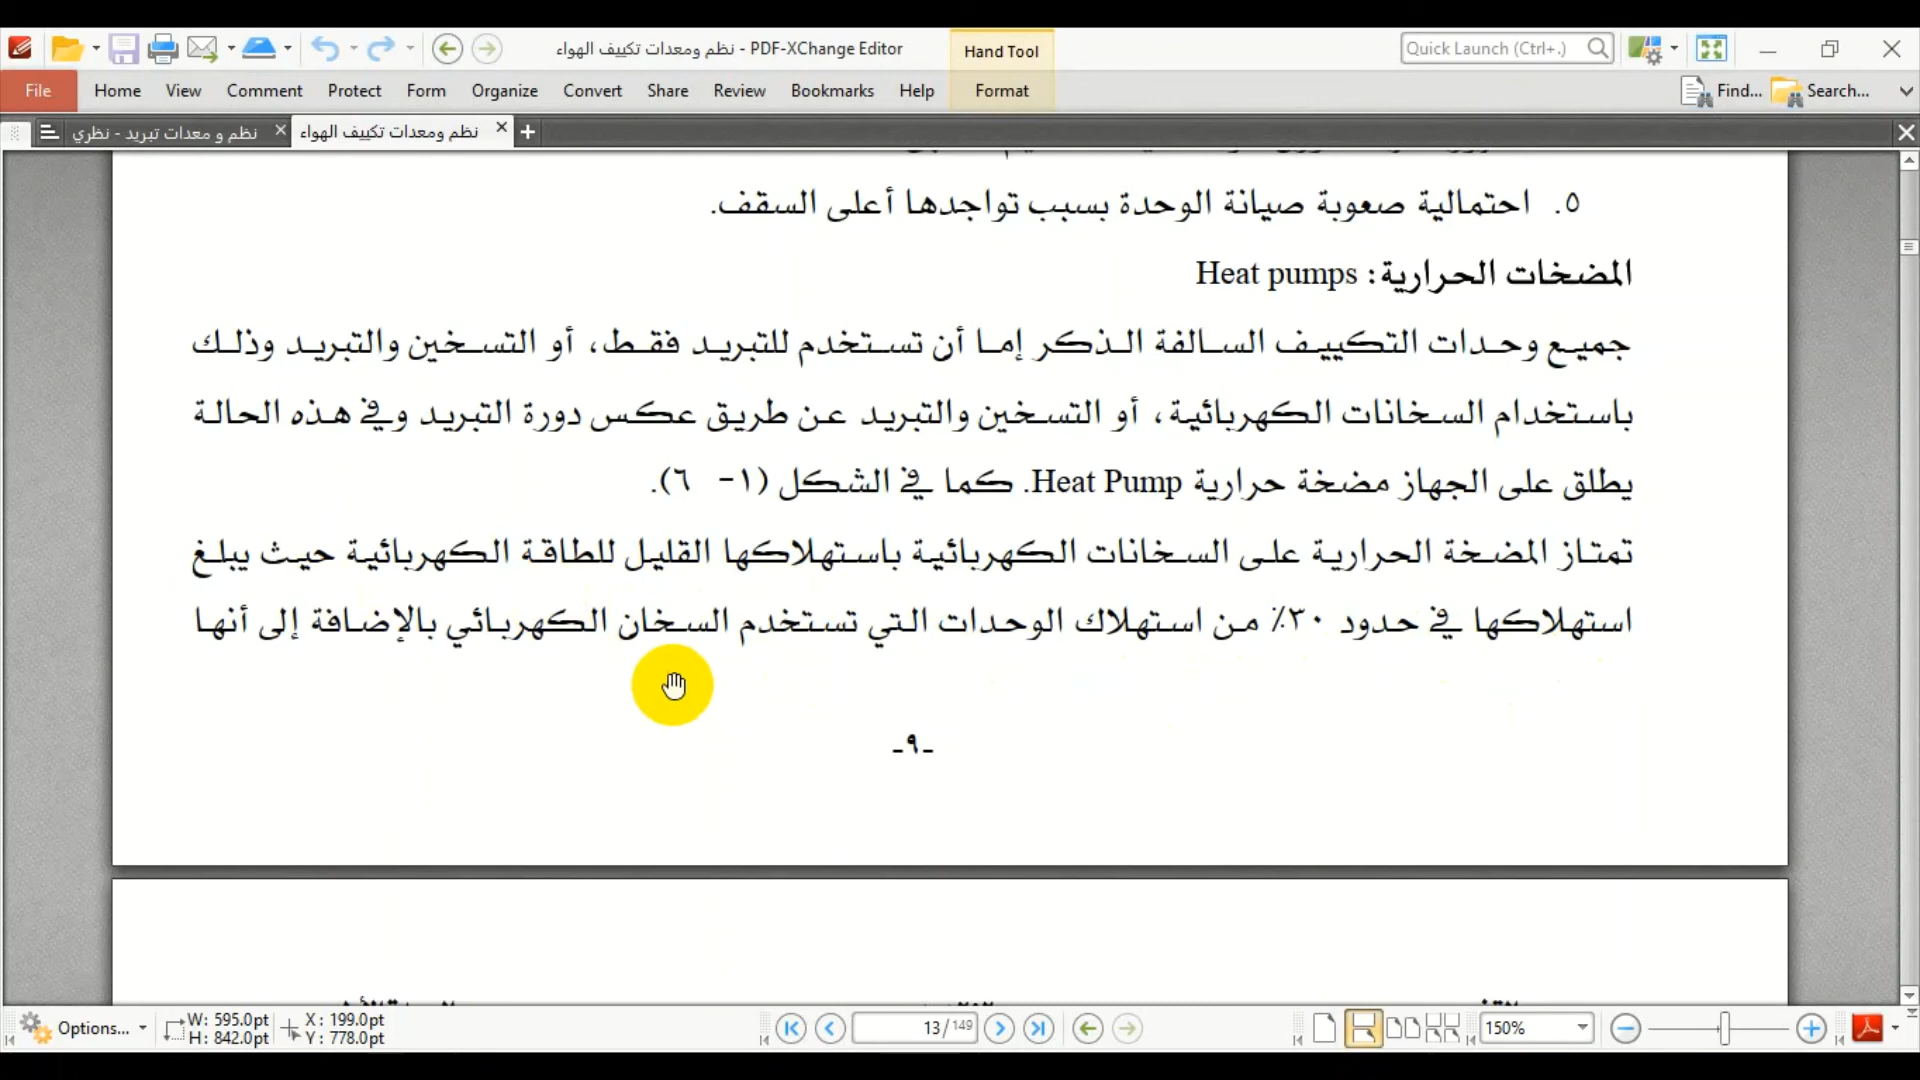 نظم ومعدات تكييف الهواء - PDF-XChange Editor
Hand Tool
Quick Launch (Ctrl+.)
File Home View Comment Protect Form Organize Convert Share Review Bookmarks Help Format
Find... Search...
نظم و معدات تبريد - نظري
نظم ومعدات تكييف الهواء
٥. احتمالية صعوبة صيانة الوحدة بسبب تواجدها أعلى السقف.
المضخات الحرارية: Heat pumps
جميع وحدات التكييف السالفة الذكر إما أن تستخدم للتبريد فقط، أو التسخين والتبريد وذلك
باستخدام السخانات الكهربائية، أو التسخين والتبريد عن طريق عكس دورة التبريد وفي هذه الحالة
يطلق على الجهاز مضخة حرارية Heat Pump. كما في الشكل (١- ٦).
تمتاز المضخة الحرارية على السخانات الكهربائية باستهلاكها القليل للطاقة الكهربائية حيث يبلغ
استهلاكها في حدود ٣٠٪ من استهلاك الوحدات التي تستخدم السخان الكهربائي بالإضافة إلى أنها
-٩-
Options...
W: 595.0pt
H: 842.0pt
X: 199.0pt
Y: 778.0pt
13 / 149
150%